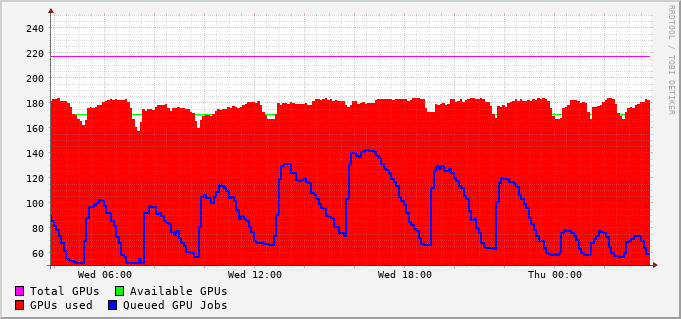 RRDTOOL / TOBI OETIKER
240
220
200
180
160
140
120
100
80
60
Wed 06:00 Wed 12:00 Wed 18:00 Thu 00:00
Total GPUs Available GPUs
GPUs used Queued GPU Jobs